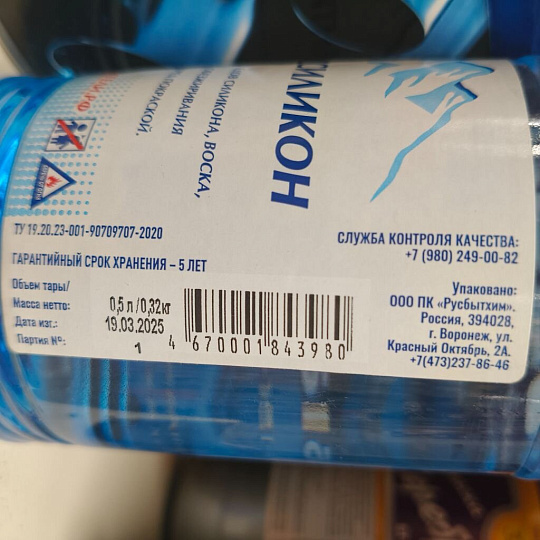 СИЛИКОН
СИЛИКОНА, ВОСКА,
ТУ 19.20.23-001-90709707-2020
ГАРАНТИЙНЫЙ СРОК ХРАНЕНИЯ – 5 ЛЕТ
Объем тары/
Масса нетто: 0,5 л/0,32кг
Дата изг.: 19.03.2025
Партия №: 1
4 670001 843980
СЛУЖБА КОНТРОЛЯ КАЧЕСТВА:
+7 (980) 249-00-82
Упаковано:
ООО ПК «Русбытхим».
Россия, 394028,
г. Воронеж, ул.
Красный Октябрь, 2А.
+7(473)237-86-46